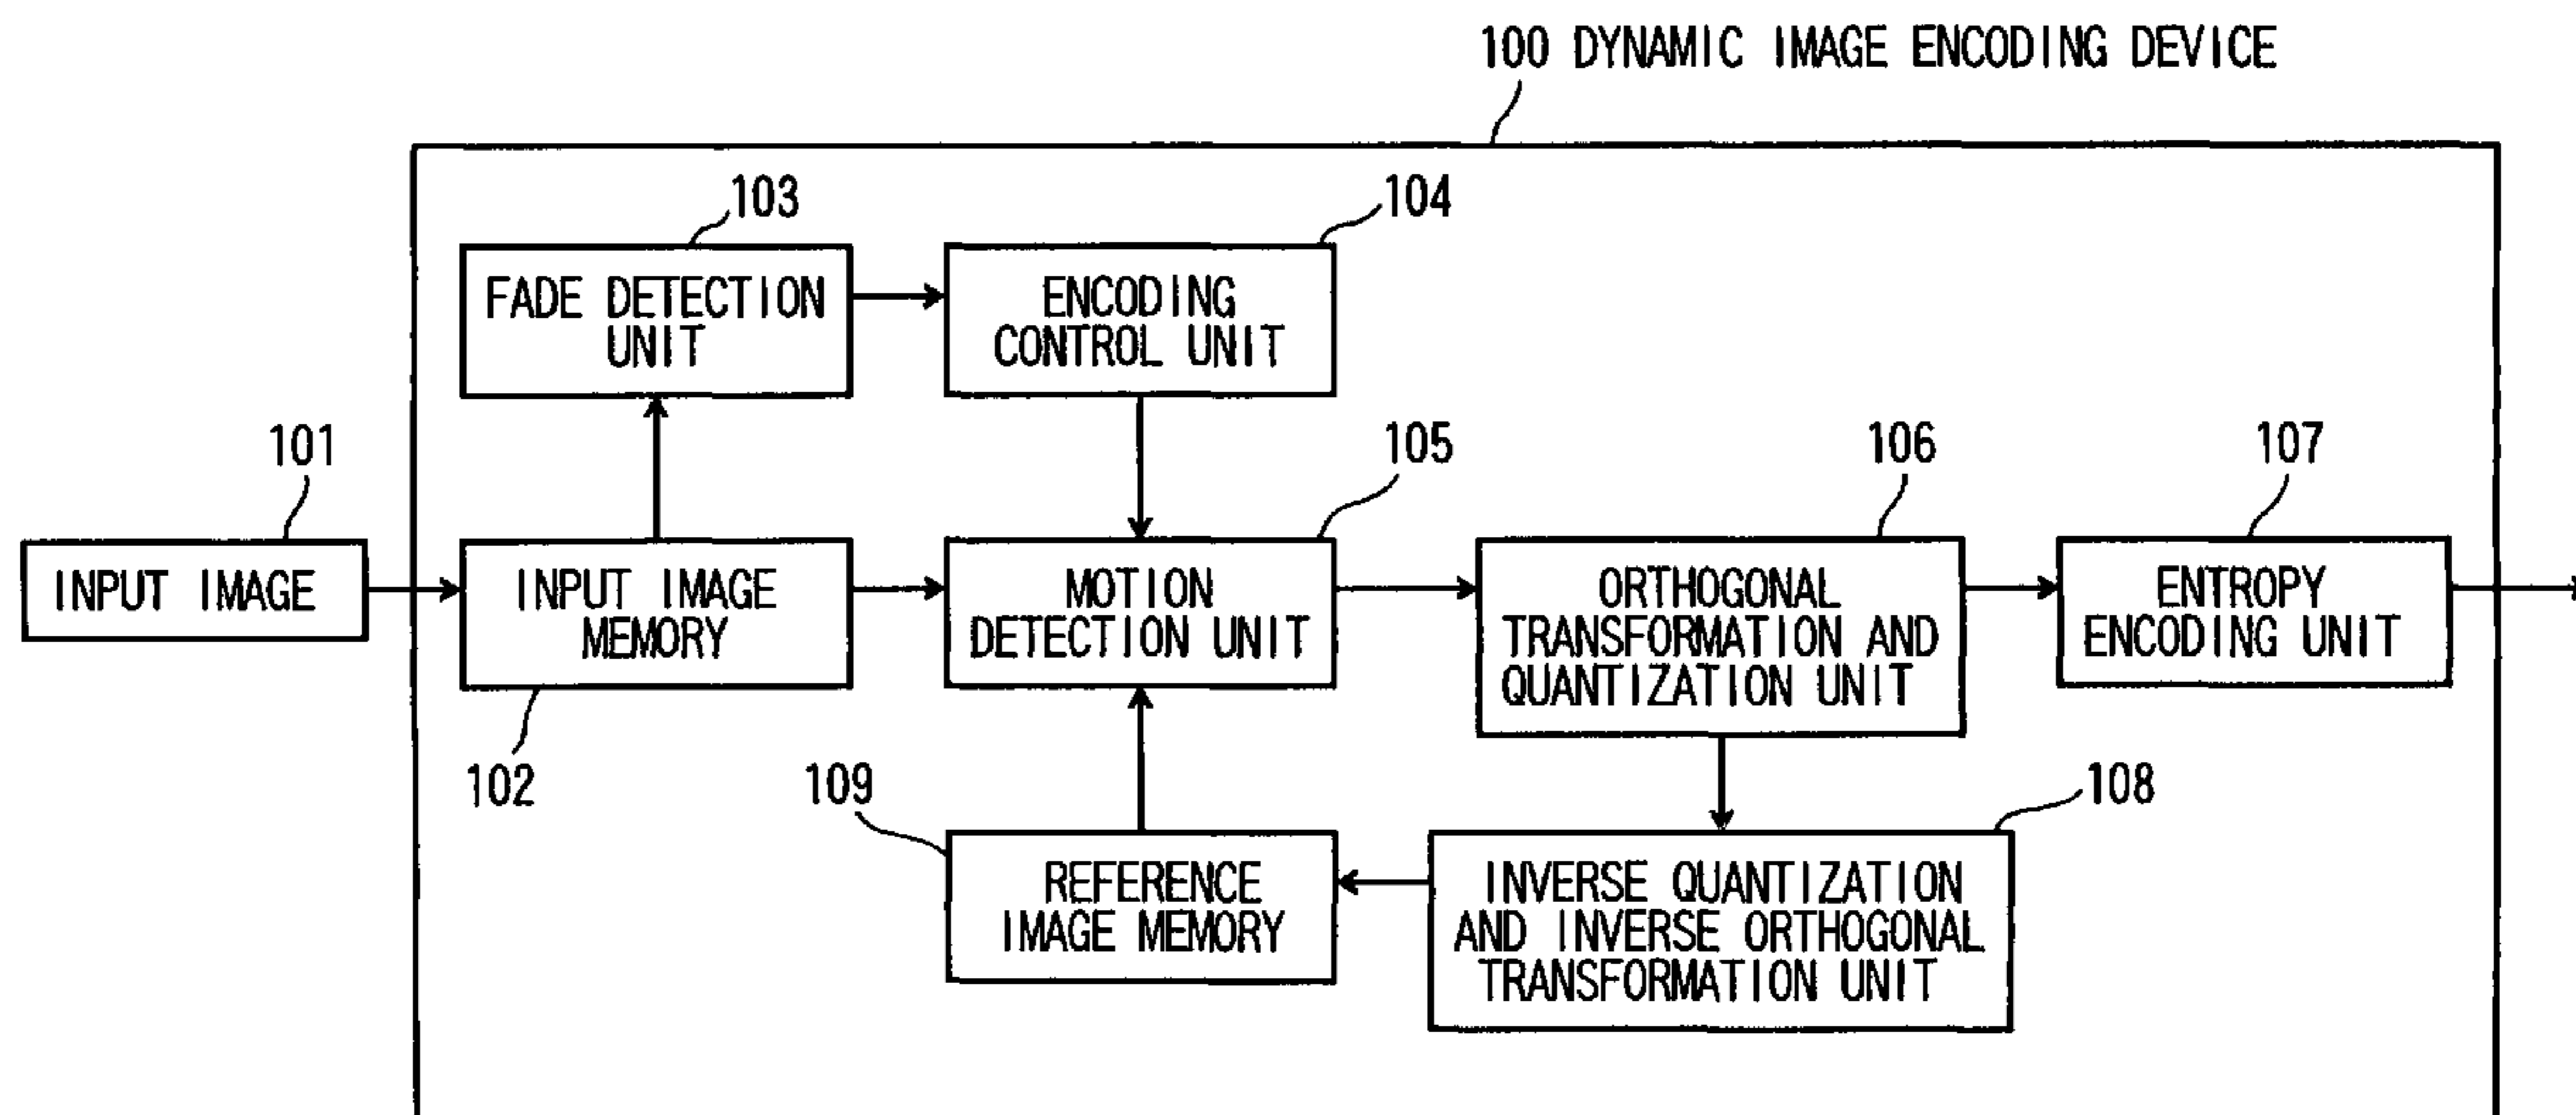 100 DYNAMIC IMAGE ENCODING DEVICE
103
104
FADE DETECTION
UNIT
ENCODING
CONTROL UNIT
101
105
106
107
INPUT IMAGE
INPUT IMAGE
MEMORY
MOTION
DETECTION UNIT
ORTHOGONAL
TRANSFORMATION AND
QUANTIZATION UNIT
ENTROPY
ENCODING UNIT
102
109
108
REFERENCE
IMAGE MEMORY
INVERSE QUANTIZATION
AND INVERSE ORTHOGONAL
TRANSFORMATION UNIT